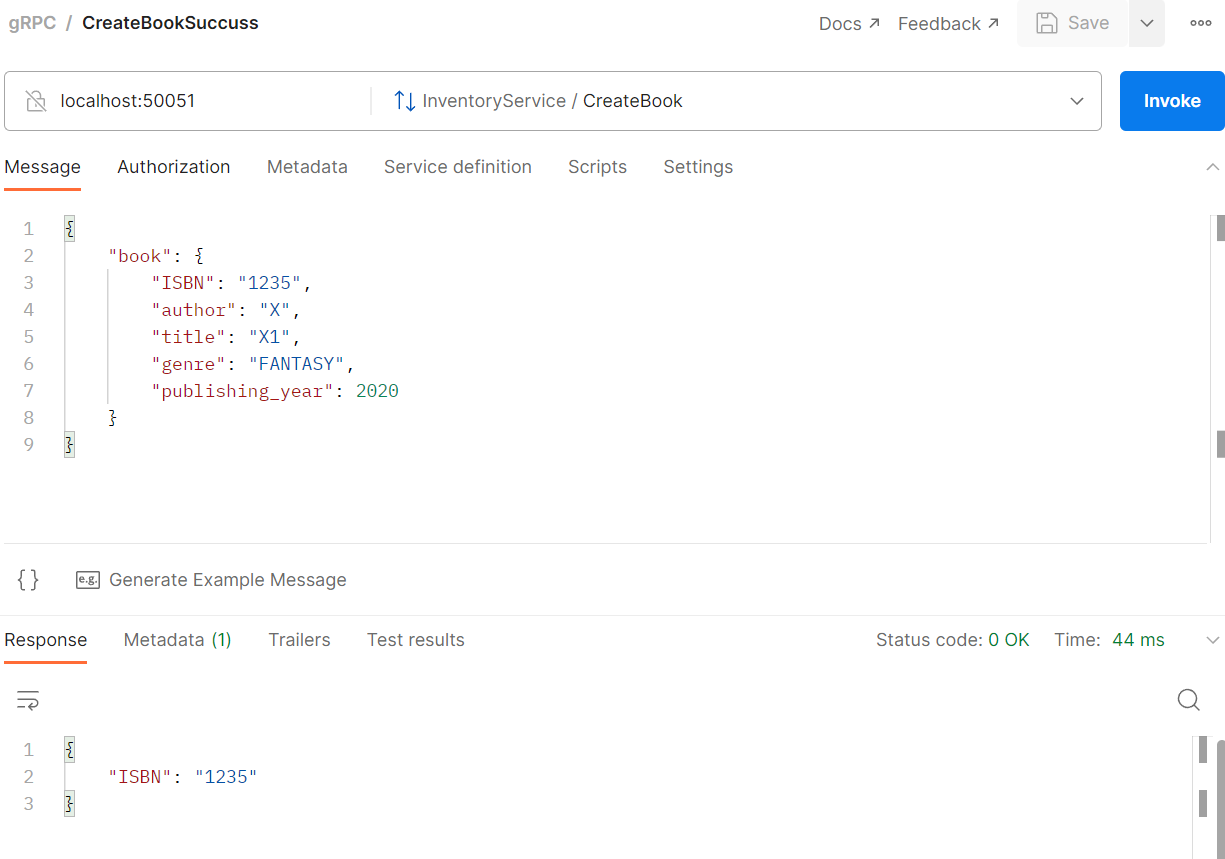 gRPC / CreateBookSuccuss Docs Feedback Save
localhost:50051 InventoryService / CreateBook Invoke
Message Authorization Metadata Service definition Scripts Settings
1 {
2 "book": {
3 "ISBN": "1235",
4 "author": "X",
5 "title": "X1",
6 "genre": "FANTASY",
7 "publishing_year": 2020
8 }
9 }
{} e.g. Generate Example Message
Response Metadata (1) Trailers Test results Status code: 0 OK Time: 44 ms
1 {
2 "ISBN": "1235"
3 }